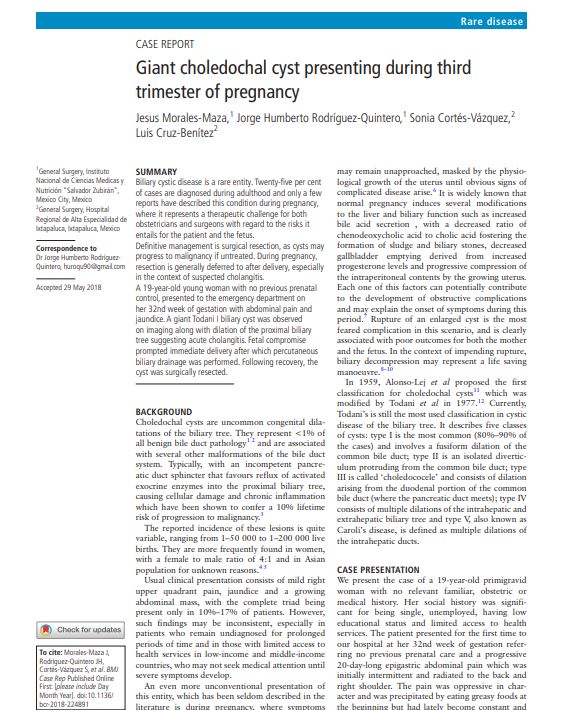 Rare disease
CASE REPORT
Giant choledochal cyst presenting during third
trimester of pregnancy
Jesus Morales-Maza,1 Jorge Humberto Rodríguez-Quintero,1 Sonia Cortés-Vázquez,2
Luis Cruz-Benítez2
1General Surgery, Instituto
Nacional de Ciencias Medicas y
Nutrición "Salvador Zubirán",
Mexico City, Mexico
2General Surgery, Hospital
Regional de Alta Especialidad de
Ixtapaluca, Ixtapaluca, Mexico
Correspondence to
Dr Jorge Humberto Rodríguez-
Quintero, huroqu90@gmail.com
Accepted 29 May 2018
Check for updates
To cite: Morales-Maza J,
Rodríguez-Quintero JH,
Cortés-Vázquez S, et al. BMJ
Case Rep Published Online
First: [please include Day
Month Year]. doi:10.1136/
bcr-2018-224891
SUMMARY
Biliary cystic disease is a rare entity. Twenty-five per cent
of cases are diagnosed during adulthood and only a few
reports have described this condition during pregnancy,
where it represents a therapeutic challenge for both
obstetricians and surgeons with regard to the risks it
entails for the patient and the fetus.
Definitive management is surgical resection, as cysts may
progress to malignancy if untreated. During pregnancy,
resection is generally deferred to after delivery, especially
in the context of suspected cholangitis.
A 19-year-old young woman with no previous prenatal
control, presented to the emergency department on
her 32nd week of gestation with abdominal pain and
jaundice. A giant Todani I biliary cyst was observed
on imaging along with dilation of the proximal biliary
tree suggesting acute cholangitis. Fetal compromise
prompted immediate delivery after which percutaneous
biliary drainage was performed. Following recovery, the
cyst was surgically resected.
BACKGROUND
Choledochal cysts are uncommon congenital dila-
tations of the biliary tree. They represent <1% of
all benign bile duct pathology1 2 and are associated
with several other malformations of the bile duct
system. Typically, with an incompetent pancre-
atic duct sphincter that favours reflux of activated
exocrine enzymes into the proximal biliary tree,
causing cellular damage and chronic inflammation
which have been shown to confer a 10% lifetime
risk of progression to malignancy.3
The reported incidence of these lesions is quite
variable, ranging from 1–50 000 to 1–200 000 live
births. They are more frequently found in women,
with a female to male ratio of 4:1 and in Asian
population for unknown reasons.4 5
Usual clinical presentation consists of mild right
upper quadrant pain, jaundice and a growing
abdominal mass, with the complete triad being
present only in 10%–17% of patients. However,
such findings may be inconsistent, especially in
patients who remain undiagnosed for prolonged
periods of time and in those with limited access to
health services in low-income and middle-income
countries, who may not seek medical attention until
severe symptoms develop.
An even more unconventional presentation of
this entity, which has been seldom described in the
literature is during pregnancy, where symptoms
may remain unapproached, masked by the physio-
logical growth of the uterus until obvious signs of
complicated disease arise.6 It is widely known that
normal pregnancy induces several modifications
to the liver and biliary function such as increased
bile acid secretion , with a decreased ratio of
chenodeoxycholic acid to cholic acid fostering the
formation of sludge and biliary stones, decreased
gallbladder emptying derived from increased
progesterone levels and progressive compression of
the intraperitoneal contents by the growing uterus.
Each one of this factors can potentially contribute
to the development of obstructive complications
and may explain the onset of symptoms during this
period.7 Rupture of an enlarged cyst is the most
feared complication in this scenario, and is clearly
associated with poor outcomes for both the mother
and the fetus. In the context of impending rupture,
biliary decompression may represent a life saving
manoeuvre.8–10
In 1959, Alonso-Lej et al proposed the first
classification for choledochal cysts11 which was
modified by Todani et al in 1977.12 Currently,
Todani's is still the most used classification in cystic
disease of the biliary tree. It describes five classes
of cysts: type I is the most common (80%–90% of
the cases) and involves a fusiform dilation of the
common bile duct; type II is an isolated divertic-
ulum protruding from the common bile duct; type
III is called 'choledococele' and consists of dilation
arising from the duodenal portion of the common
bile duct (where the pancreatic duct meets); type IV
consists of multiple dilations of the intrahepatic and
extrahepatic biliary tree and type V, also known as
Caroli's disease, is defined as multiple dilations of
the intrahepatic ducts.
CASE PRESENTATION
We present the case of a 19-year-old primigravid
woman with no relevant familiar, obstetric or
medical history. Her social history was signifi-
cant for being single, unemployed, having low
educational status and limited access to health
services. The patient presented for the first time to
our hospital at her 32nd week of gestation refer-
ring no previous prenatal care and a progressive
20-day-long epigastric abdominal pain which was
initially intermittent and radiated to the back and
right shoulder. The pain was oppressive in char-
acter and was precipitated by eating greasy foods at
the beginning but had lately become constant and